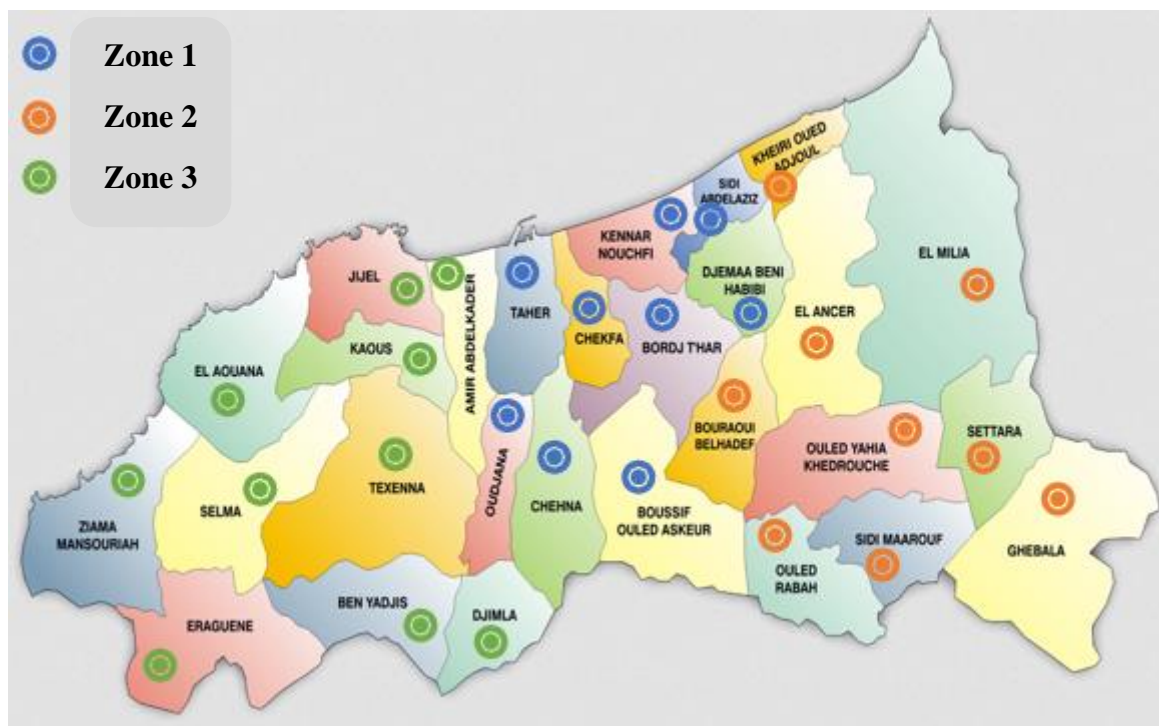 Zone 1
Zone 2
Zone 3
KHEIRI OUED
ADJOUL
SIDI
ABDELAZIZ
KENNAR
NOUCHFI
DJEMAA BENI
HABIBI
EL MILIA
JIJEL
AMIR ABDELKADER
TAHER
CHEKFA
BORDJ T'HAR
EL ANCER
KAOUS
EL AOUANA
BOURAOUI
BELHADEF
OULED YAHIA
KHEDROUCHE
SETTARA
TEXENNA
OUDJANA
CHEHNA
SELMA
BOUSSIF
OULED ASKEUR
ZIAMA
MANSOURIAH
SIDI MAAROUF
GHEBALA
OULED
RABAH
ERAGUENE
BEN YADJIS
DJIMLA